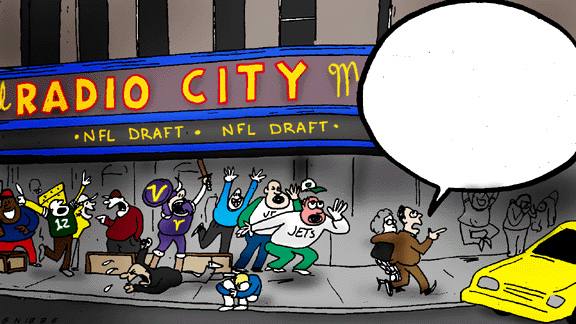 l RADIO CITY M
• NFL DRAFT • NFL DRAFT •
12
V
JETS